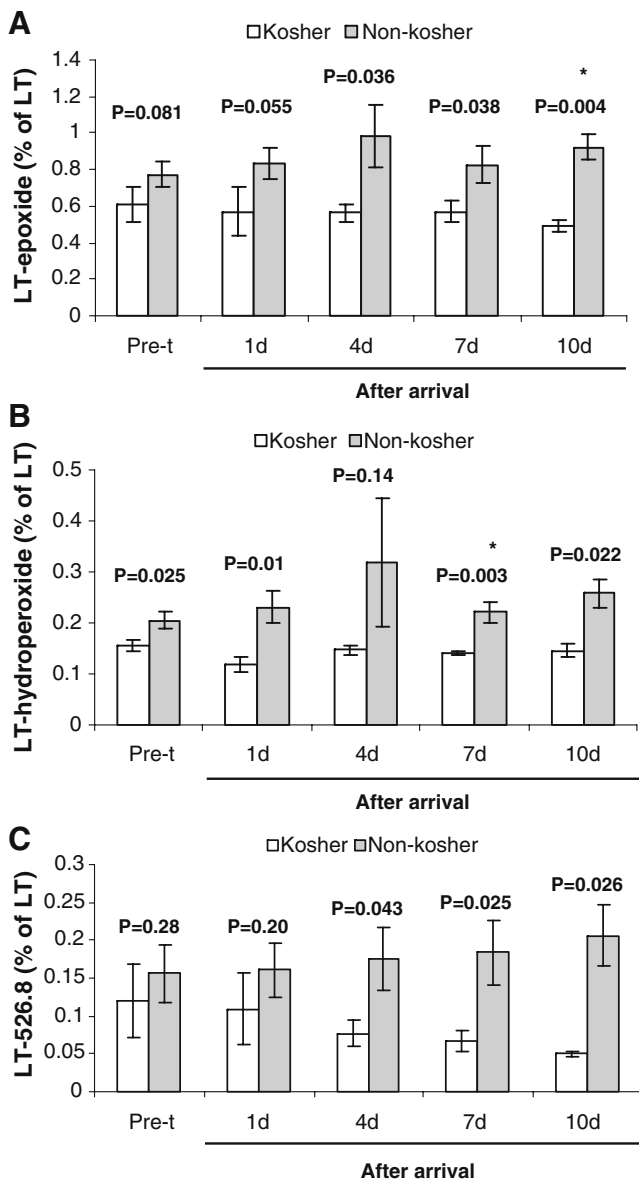 A
Kosher Non-kosher
LT-epoxide (% of LT)
1.4
1.2
1
0.8
0.6
0.4
0.2
0
P=0.081 P=0.055 P=0.036 P=0.038 * P=0.004
Pre-t 1d 4d 7d 10d
After arrival
B
Kosher Non-kosher
LT-hydroperoxide (% of LT)
0.5
0.4
0.3
0.2
0.1
0
P=0.025 P=0.01 P=0.14 * P=0.003 P=0.022
Pre-t 1d 4d 7d 10d
After arrival
C
Kosher Non-kosher
LT-526.8 (% of LT)
0.3
0.25
0.2
0.15
0.1
0.05
0
P=0.28 P=0.20 P=0.043 P=0.025 P=0.026
Pre-t 1d 4d 7d 10d
After arrival